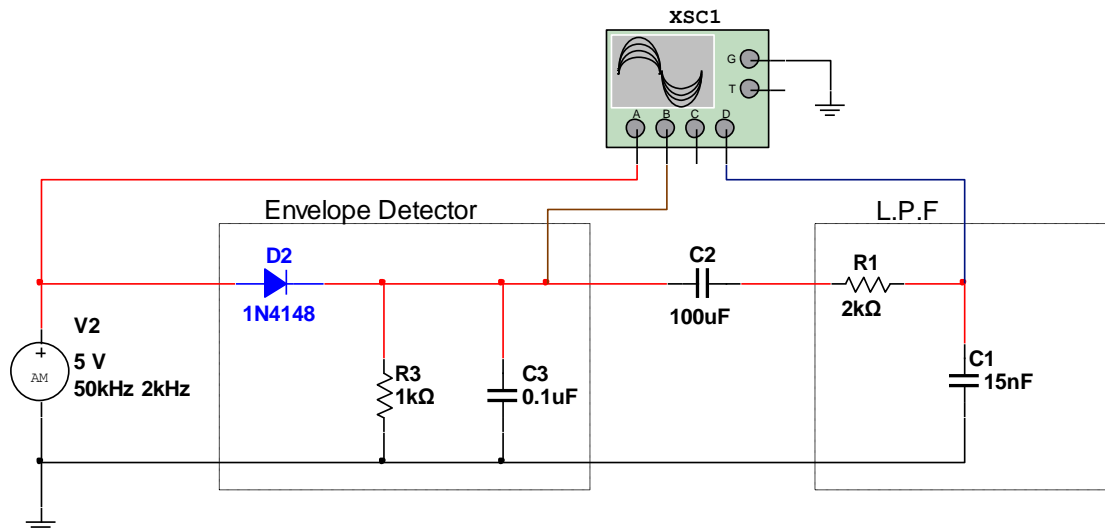 XSC1
G
T
A B C D
Envelope Detector
L.P.F
D2
1N4148
C2
100uF
R1
2kΩ
V2
5 V
50kHz 2kHz
AM
R3
1kΩ
C3
0.1uF
C1
15nF